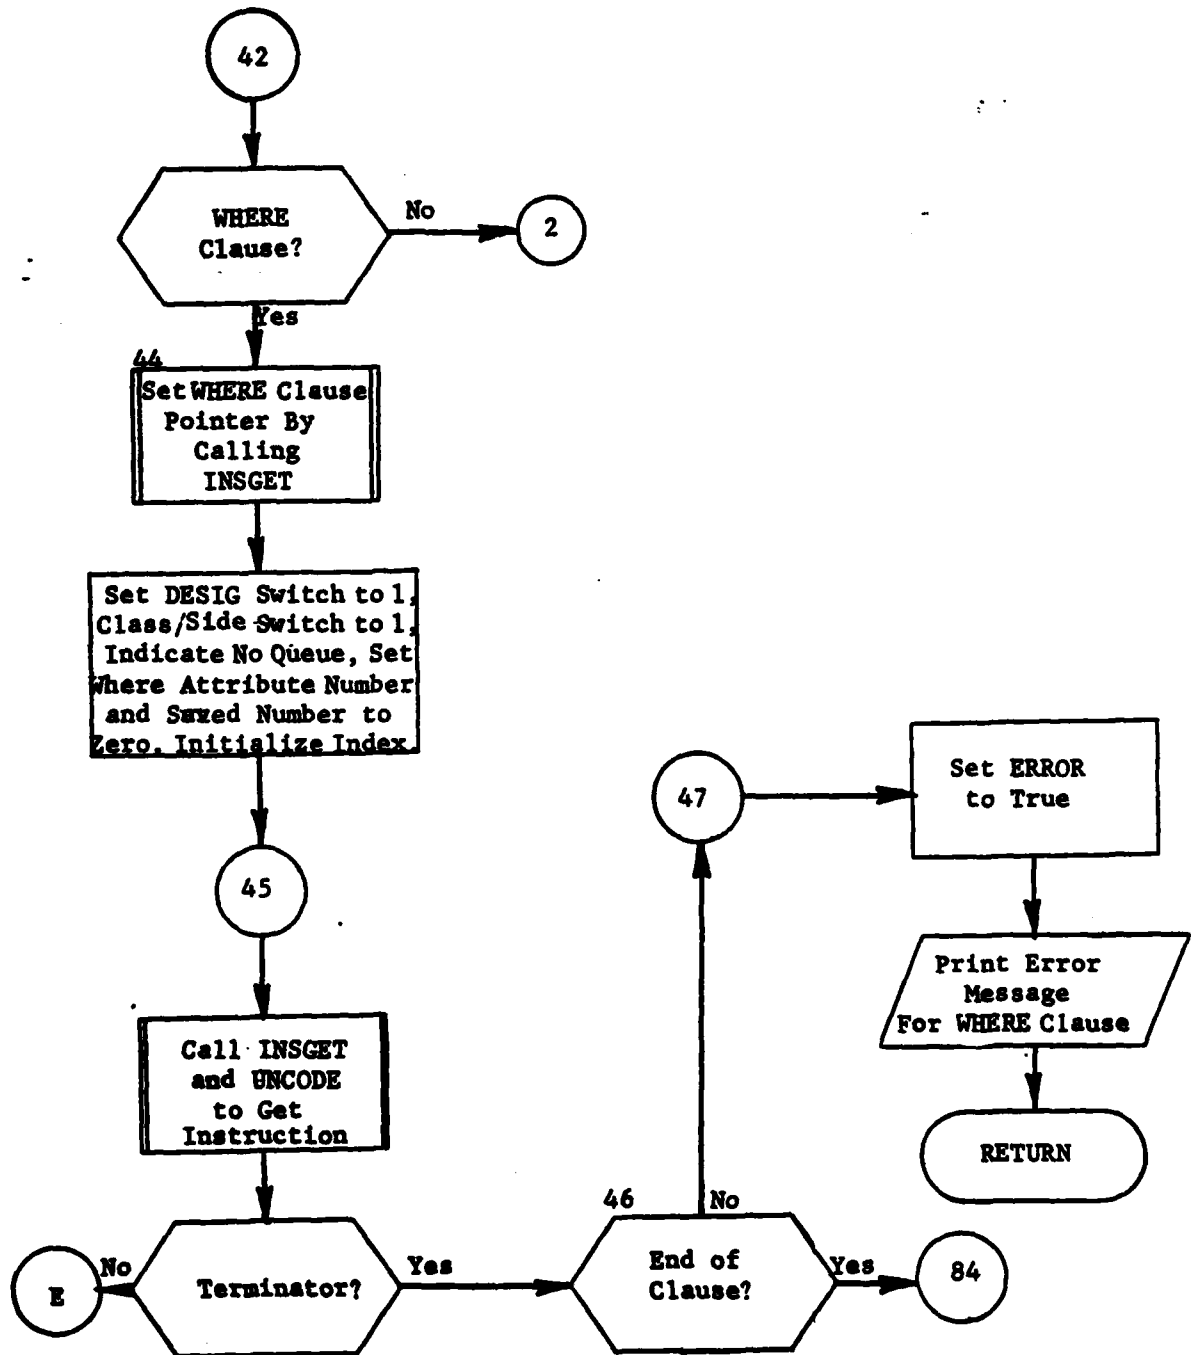 42
WHERE
Clause?
No
2
Yes
44
Set WHERE Clause
Pointer By
Calling
INSGET
Set DESIG Switch to 1,
Class/Side Switch to 1,
Indicate No Queue, Set
Where Attribute Number
and Saved Number to
Zero. Initialize Index.
45
Call INSGET
and UNCODE
to Get
Instruction
Terminator?
No
E
Yes
46
End of
Clause?
No
Yes
84
47
Set ERROR
to True
Print Error
Message
For WHERE Clause
RETURN